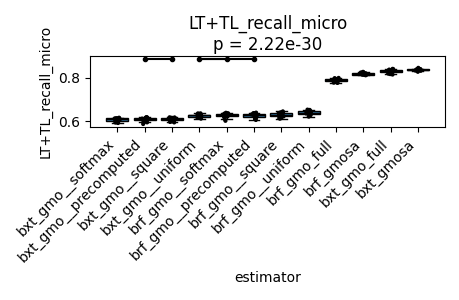 LT+TL_recall_micro
p = 2.22e-30
LT+TL_recall_micro
0.8
0.6
bxt_gmo__softmax
bxt_gmo__precomputed
bxt_gmo__square
bxt_gmo__uniform
brf_gmo__softmax
brf_gmo__precomputed
brf_gmo__square
brf_gmo__uniform
brf_gmo_full
brf_gmosa
bxt_gmo_full
bxt_gmosa
estimator